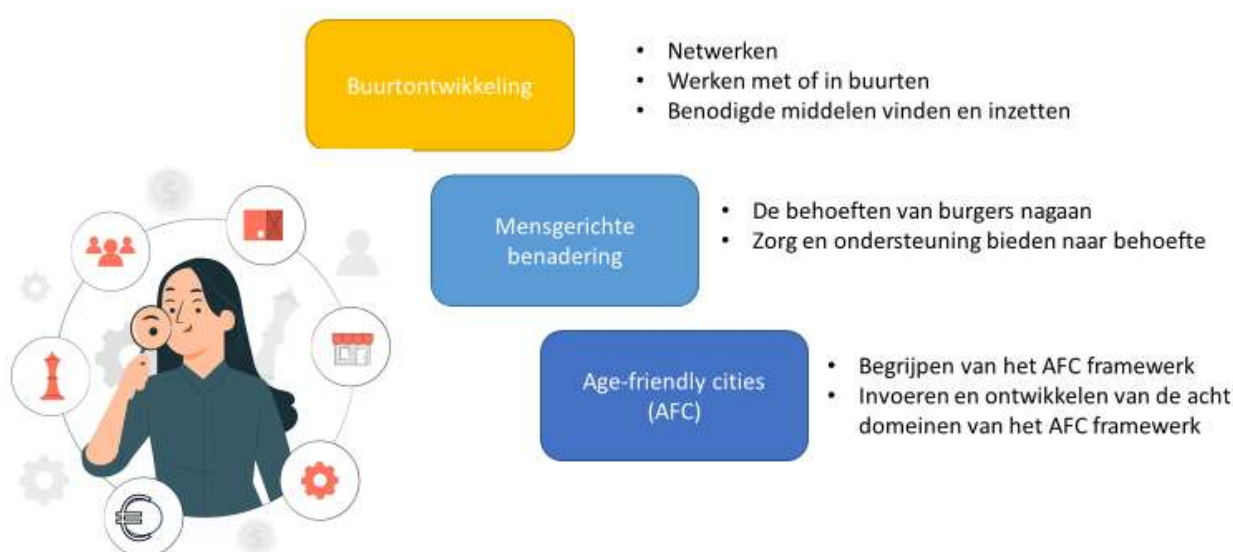 Buurtontwikkeling
• Netwerken
• Werken met of in buurten
• Benodigde middelen vinden en inzetten
Mensgerichte
benadering
• De behoeften van burgers nagaan
• Zorg en ondersteuning bieden naar behoefte
Age-friendly cities
(AFC)
• Begrijpen van het AFC framewerk
• Invoeren en ontwikkelen van de acht
domeinen van het AFC framewerk